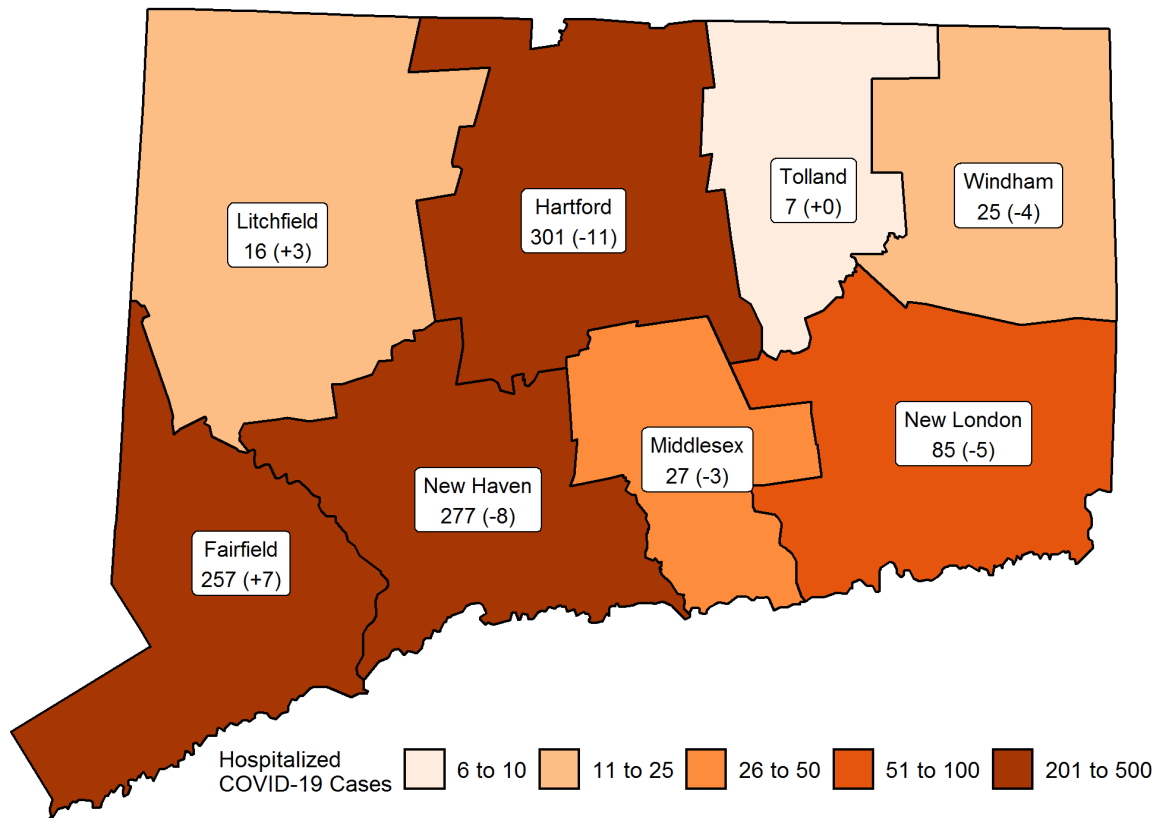 Litchfield
16 (+3)
Hartford
301 (-11)
Tolland
7 (+0)
Windham
25 (-4)
Fairfield
257 (+7)
New Haven
277 (-8)
Middlesex
27 (-3)
New London
85 (-5)
Hospitalized
COVID-19 Cases
6 to 10
11 to 25
26 to 50
51 to 100
201 to 500